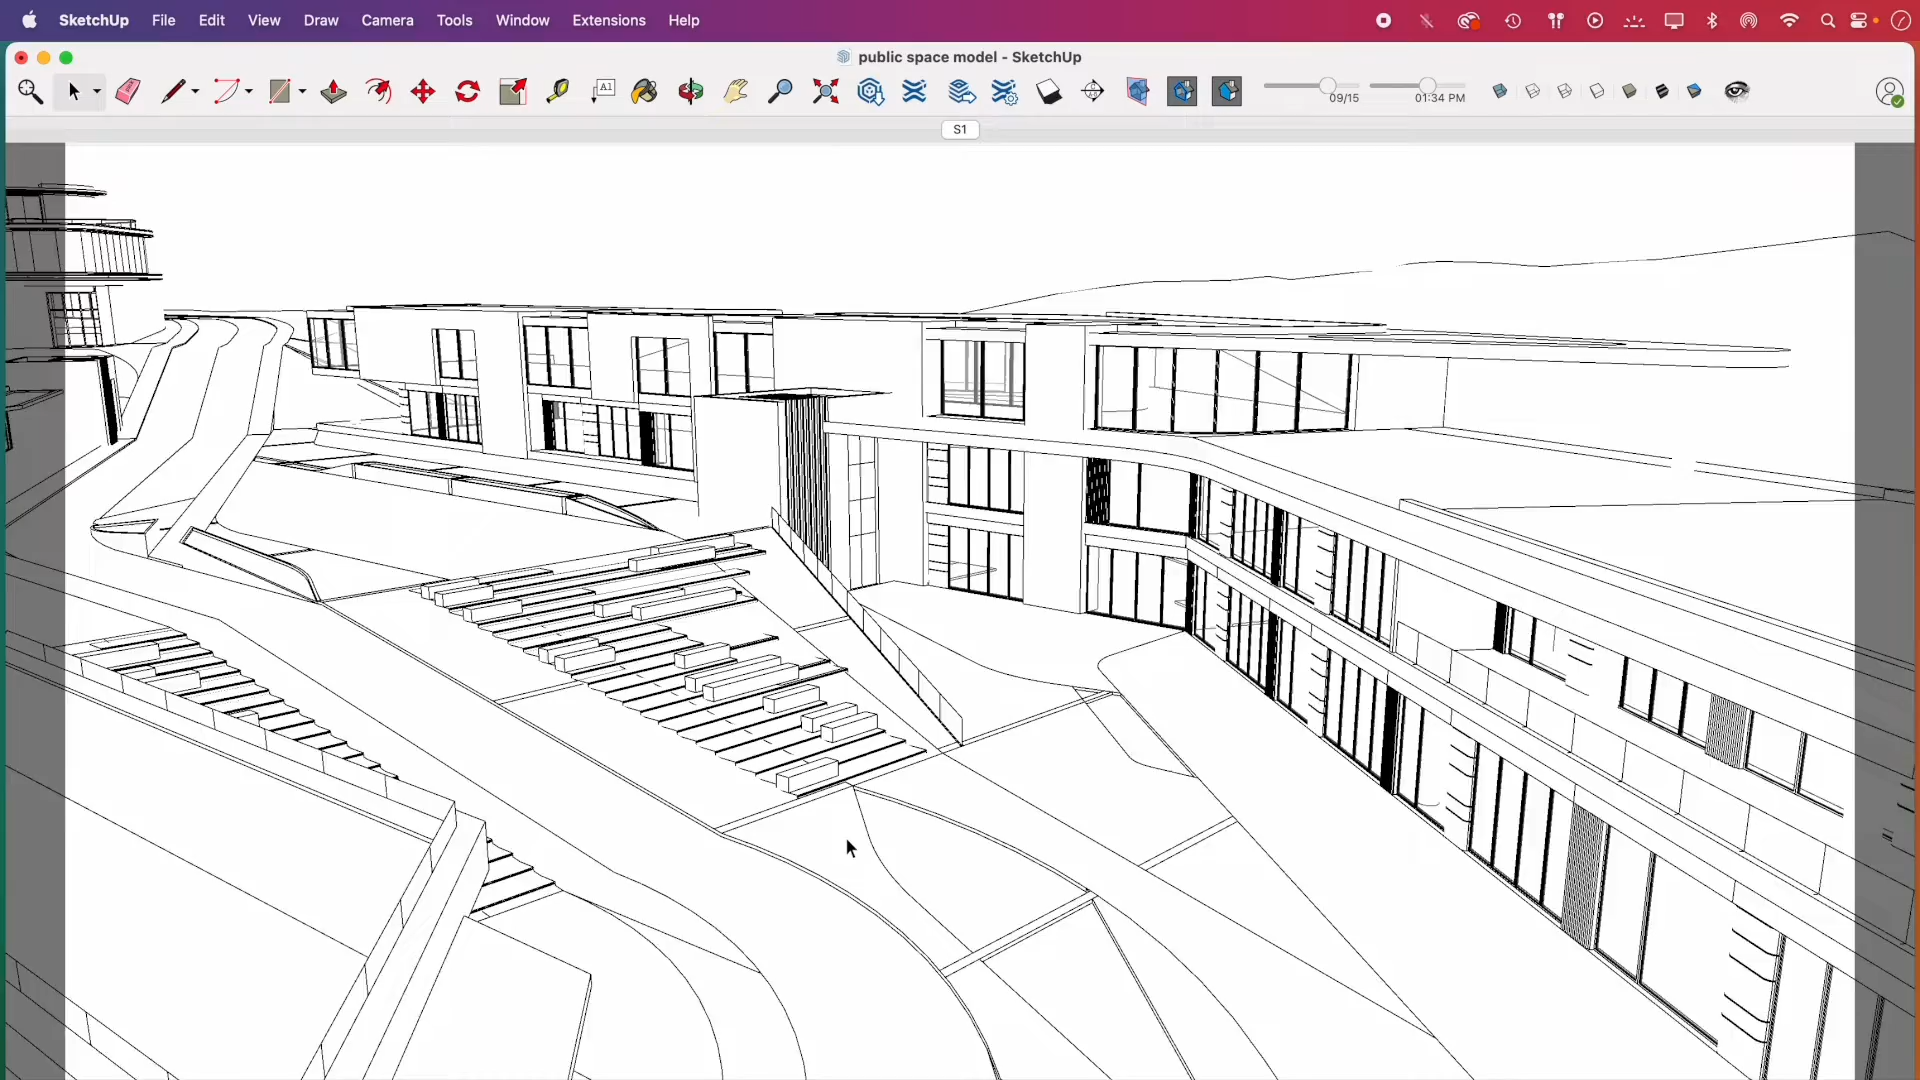 SketchUp File Edit View Draw Camera Tools Window Extensions Help
public space model - SketchUp
A1
09/15
01:34 PM
S1